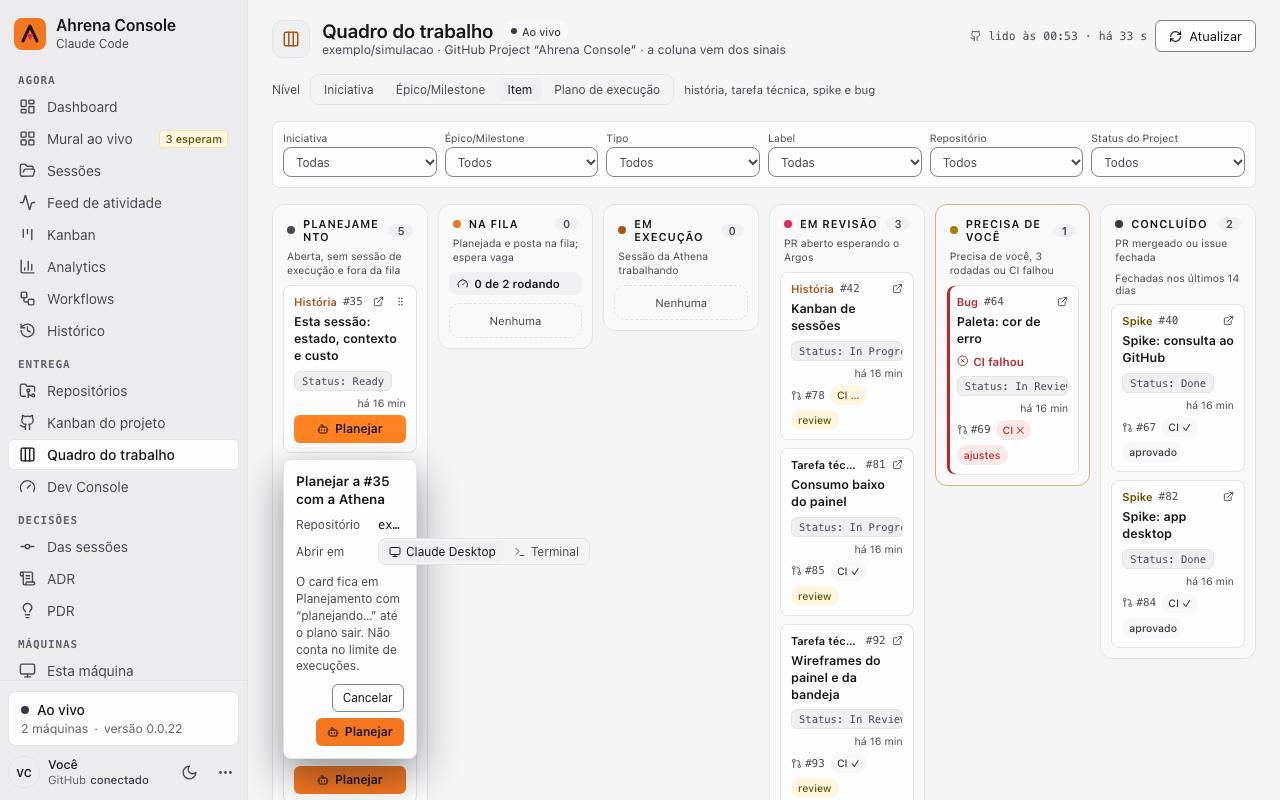 Ahrena Console
Claude Code
AGORA
Dashboard
Mural ao vivo
3 esperam
Sessões
Feed de atividade
Kanban
Analytics
Workflows
Histórico
ENTREGA
Repositórios
Kanban do projeto
Quadro do trabalho
Dev Console
DECISÕES
Das sessões
ADR
PDR
MÁQUINAS
Esta máquina
Ao vivo
2 máquinas · versão 0.0.22
VC
Você
GitHub conectado
Quadro do trabalho
Ao vivo
exemplo/simulacao · GitHub Project “Ahrena Console” · a coluna vem dos sinais
lido às 00:53 · há 33 s
Atualizar
Nível
Iniciativa
Épico/Milestone
Item
Plano de execução
história, tarefa técnica, spike e bug
Iniciativa
Todas
Épico/Milestone
Todos
Tipo
Todos
Label
Todas
Repositório
Todos
Status do Project
Todos
PLANEJAME
NTO
5
Aberta, sem sessão de
execução e fora da fila
História #35
Esta sessão:
estado, contexto
e custo
Status: Ready
há 16 min
Planejar
Planejar a #35
com a Athena
Repositório ex…
Abrir em
Claude Desktop
Terminal
O card fica em
Planejamento com
“planejando…” até
o plano sair. Não
conta no limite de
execuções.
Cancelar
Planejar
Planejar
NA FILA
0
Planejada e posta na fila;
espera vaga
0 de 2 rodando
Nenhuma
EM
EXECUÇÃO
0
Sessão da Athena
trabalhando
Nenhuma
EM REVISÃO
3
PR aberto esperando o
Argos
História #42
Kanban de
sessões
Status: In Progre
há 16 min
#78 CI …
review
Tarefa téc… #81
Consumo baixo
do painel
Status: In Progre
há 16 min
#85 CI ✓
review
Tarefa téc… #92
Wireframes do
painel e da
bandeja
Status: In Review
há 16 min
#93 CI ✓
review
PRECISA DE
VOCÊ
1
Precisa de você, 3
rodadas ou CI falhou
Bug #64
Paleta: cor de
erro
CI falhou
Status: In Review
há 16 min
#69 CI ✕
ajustes
CONCLUÍDO
2
PR mergeado ou issue
fechada
Fechadas nos últimos 14
dias
Spike #40
Spike: consulta ao
GitHub
Status: Done
há 16 min
#67 CI ✓
aprovado
Spike #82
Spike: app
desktop
Status: Done
há 16 min
#84 CI ✓
aprovado